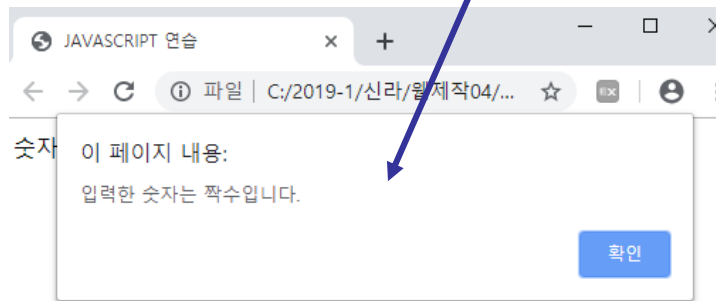 JAVASCRIPT 연습
파일 C:/2019-1/신라/웹제작04/...
숫자
이 페이지 내용:
입력한 숫자는 짝수입니다.
확인